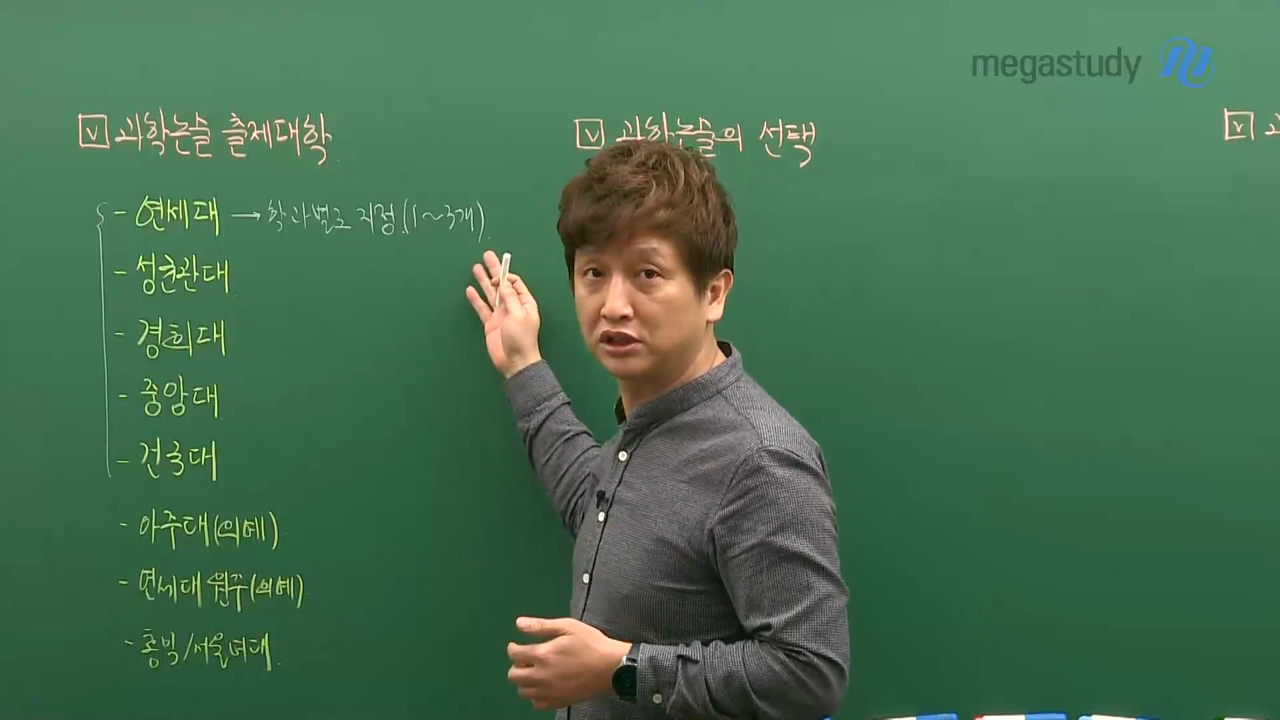 megastudy
☑ 과학논술 출제대학
- 연세대 → 학과별로 지정.(1~3개).
- 성균관대
- 경희대
- 중앙대
- 건국대
- 아주대(의예)
- 연세대 원주(의예)
- 홍익/서울여대
☑ 과학논술의 선택
☑